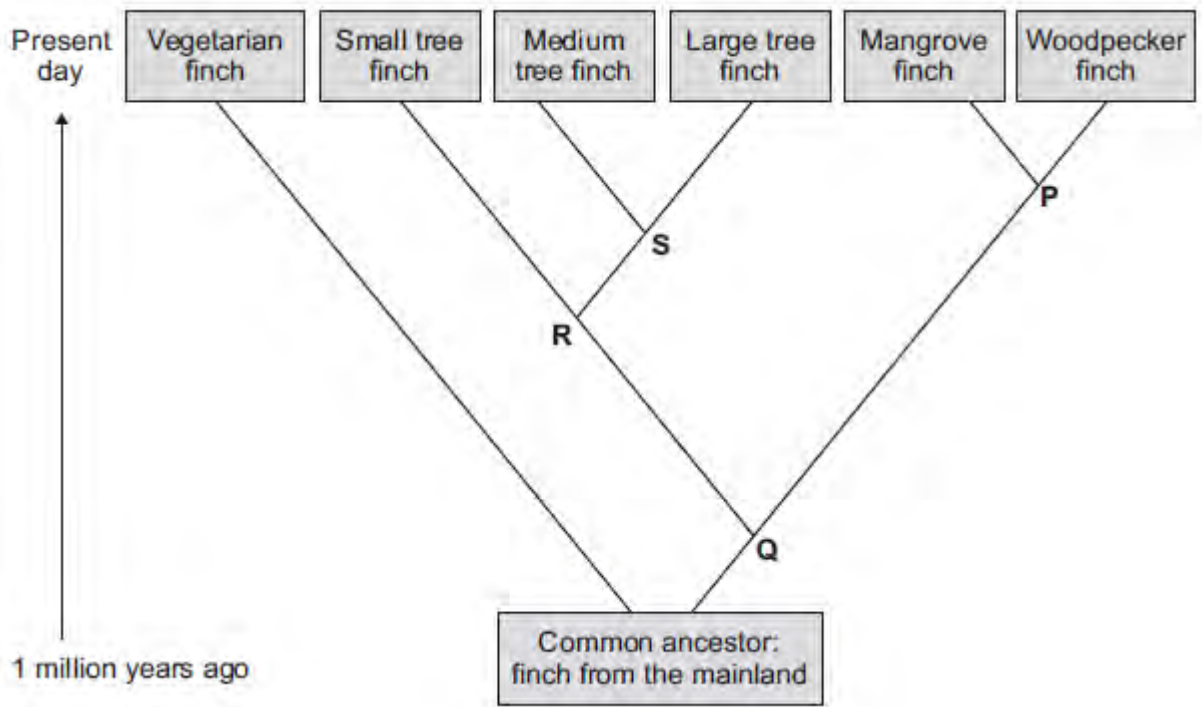 Present
day
Vegetarian
finch
Small tree
finch
Medium
tree finch
Large tree
finch
Mangrove
finch
Woodpecker
finch
P
S
R
Q
Common ancestor:
finch from the mainland
1 million years ago